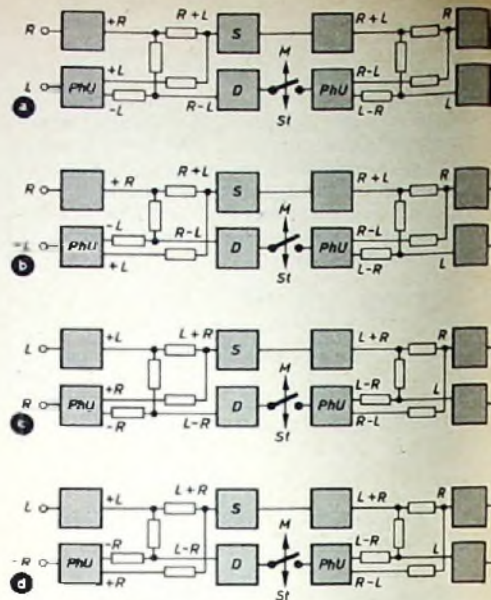 R +R R+L S R+L R
M
L PhU +L -L R-L D PhU R-L L-R L
St
a
R +R R+L S R+L R
M
-L PhU -L +L R-L D PhU R-L L-R L
St
b
L +L L+R S L+R R
M
R PhU +R -R L-R D PhU L-R R-L L
St
c
L +L L+R S L+R R
M
-R PhU -R +R L-R D PhU L-R R-L L
St
d